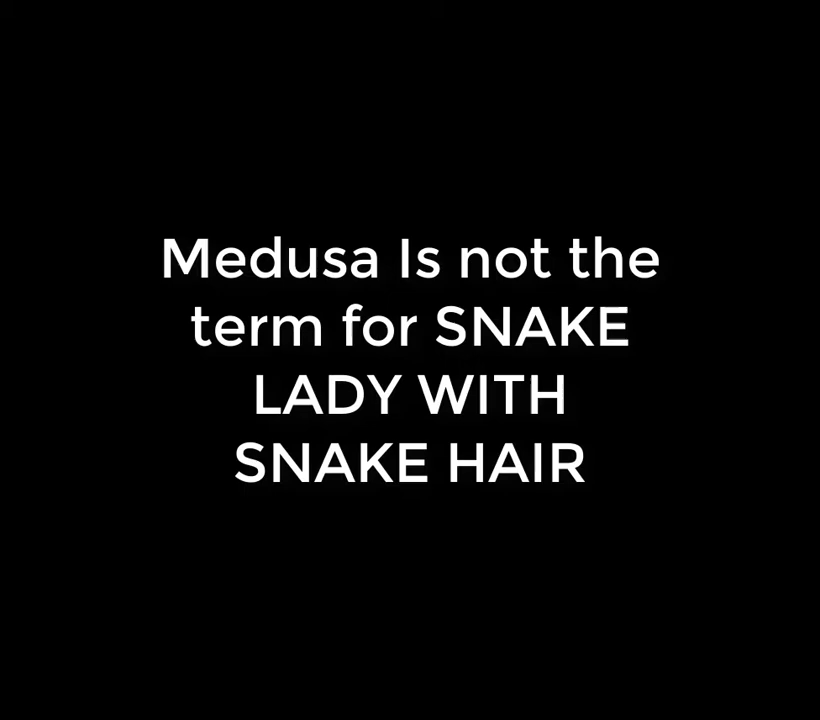 Medusa Is not the
term for SNAKE
LADY WITH
SNAKE HAIR